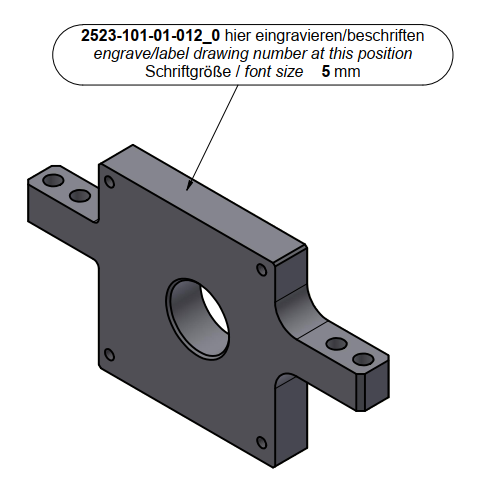 2523-101-01-012_0 hier eingravieren/beschriften
engrave/label drawing number at this position
Schriftgröße / font size 5 mm